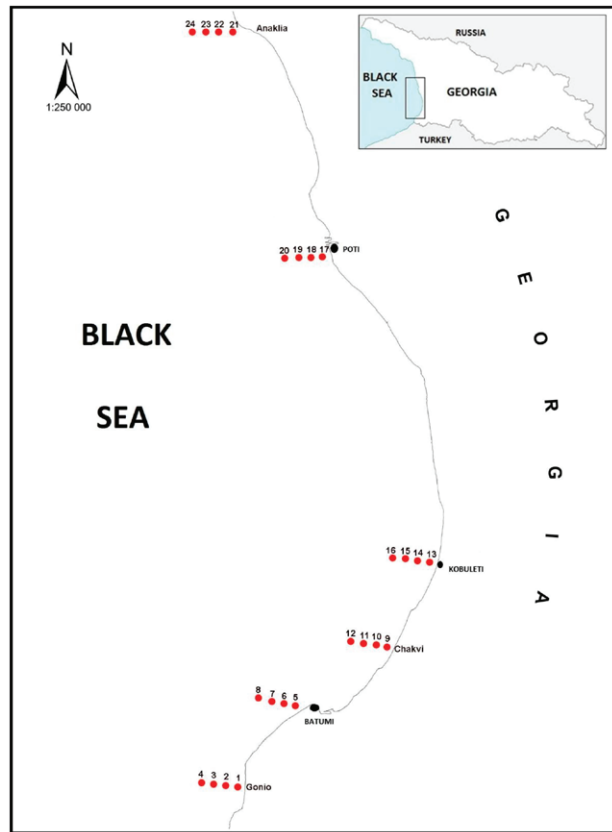 24 23 22 21 Anaklia
N
1:250 000
RUSSIA
BLACK
SEA
GEORGIA
TURKEY
20 19 18 17 POTI
BLACK
SEA
G E O R G I A
16 15 14 13
KOBULETI
12 11 10 9
Chakvi
8 7 6 5
BATUMI
4 3 2 1
Gonio